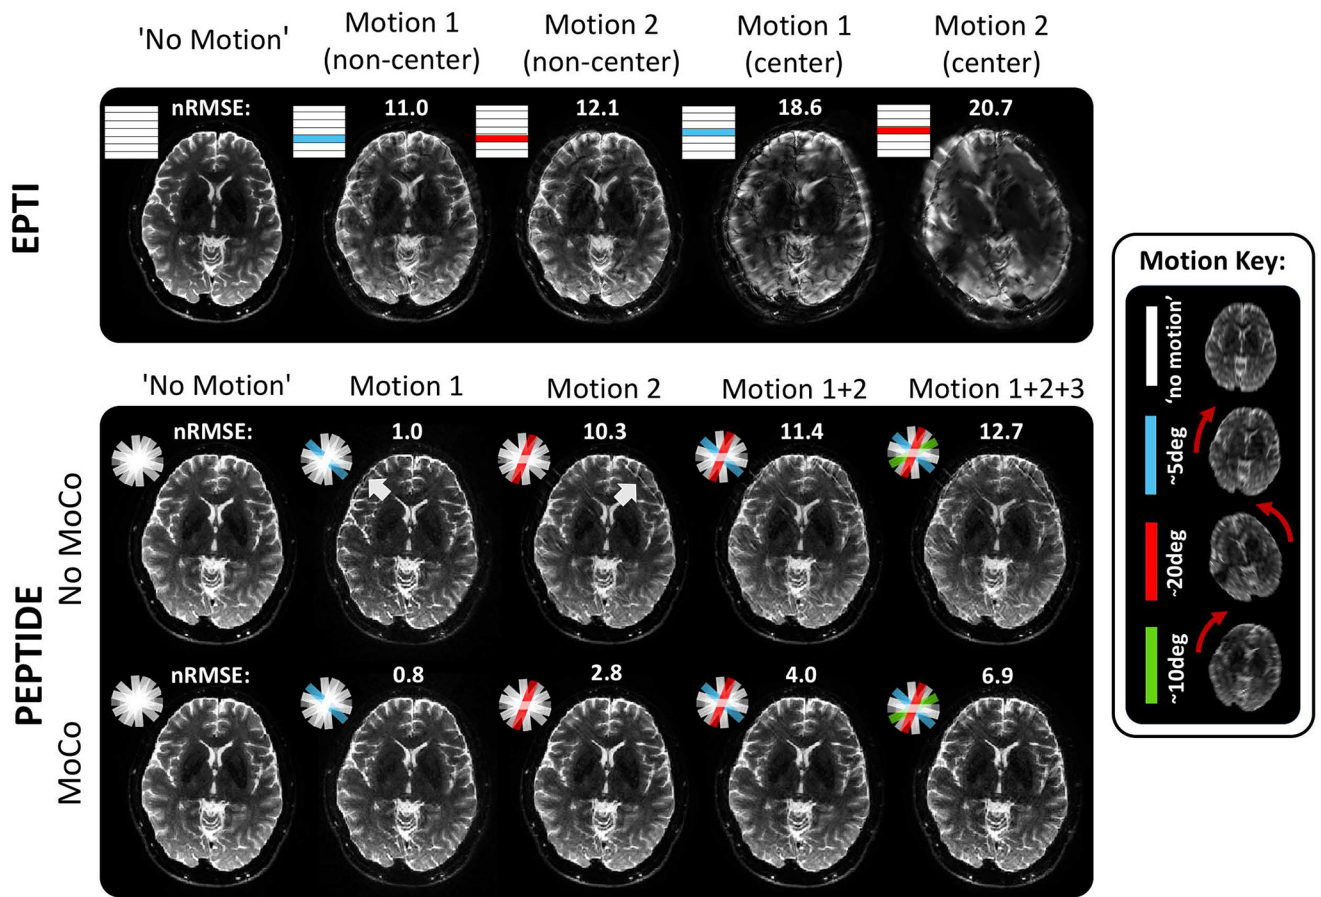 'No Motion'
Motion 1
(non-center)
Motion 2
(non-center)
Motion 1
(center)
Motion 2
(center)
EPTI
nRMSE:
11.0
12.1
18.6
20.7
'No Motion'
Motion 1
Motion 2
Motion 1+2
Motion 1+2+3
PEPTIDE
No MoCo
nRMSE:
1.0
10.3
11.4
12.7
MoCo
nRMSE:
0.8
2.8
4.0
6.9
Motion Key:
'no motion'
~5deg
~20deg
~10deg